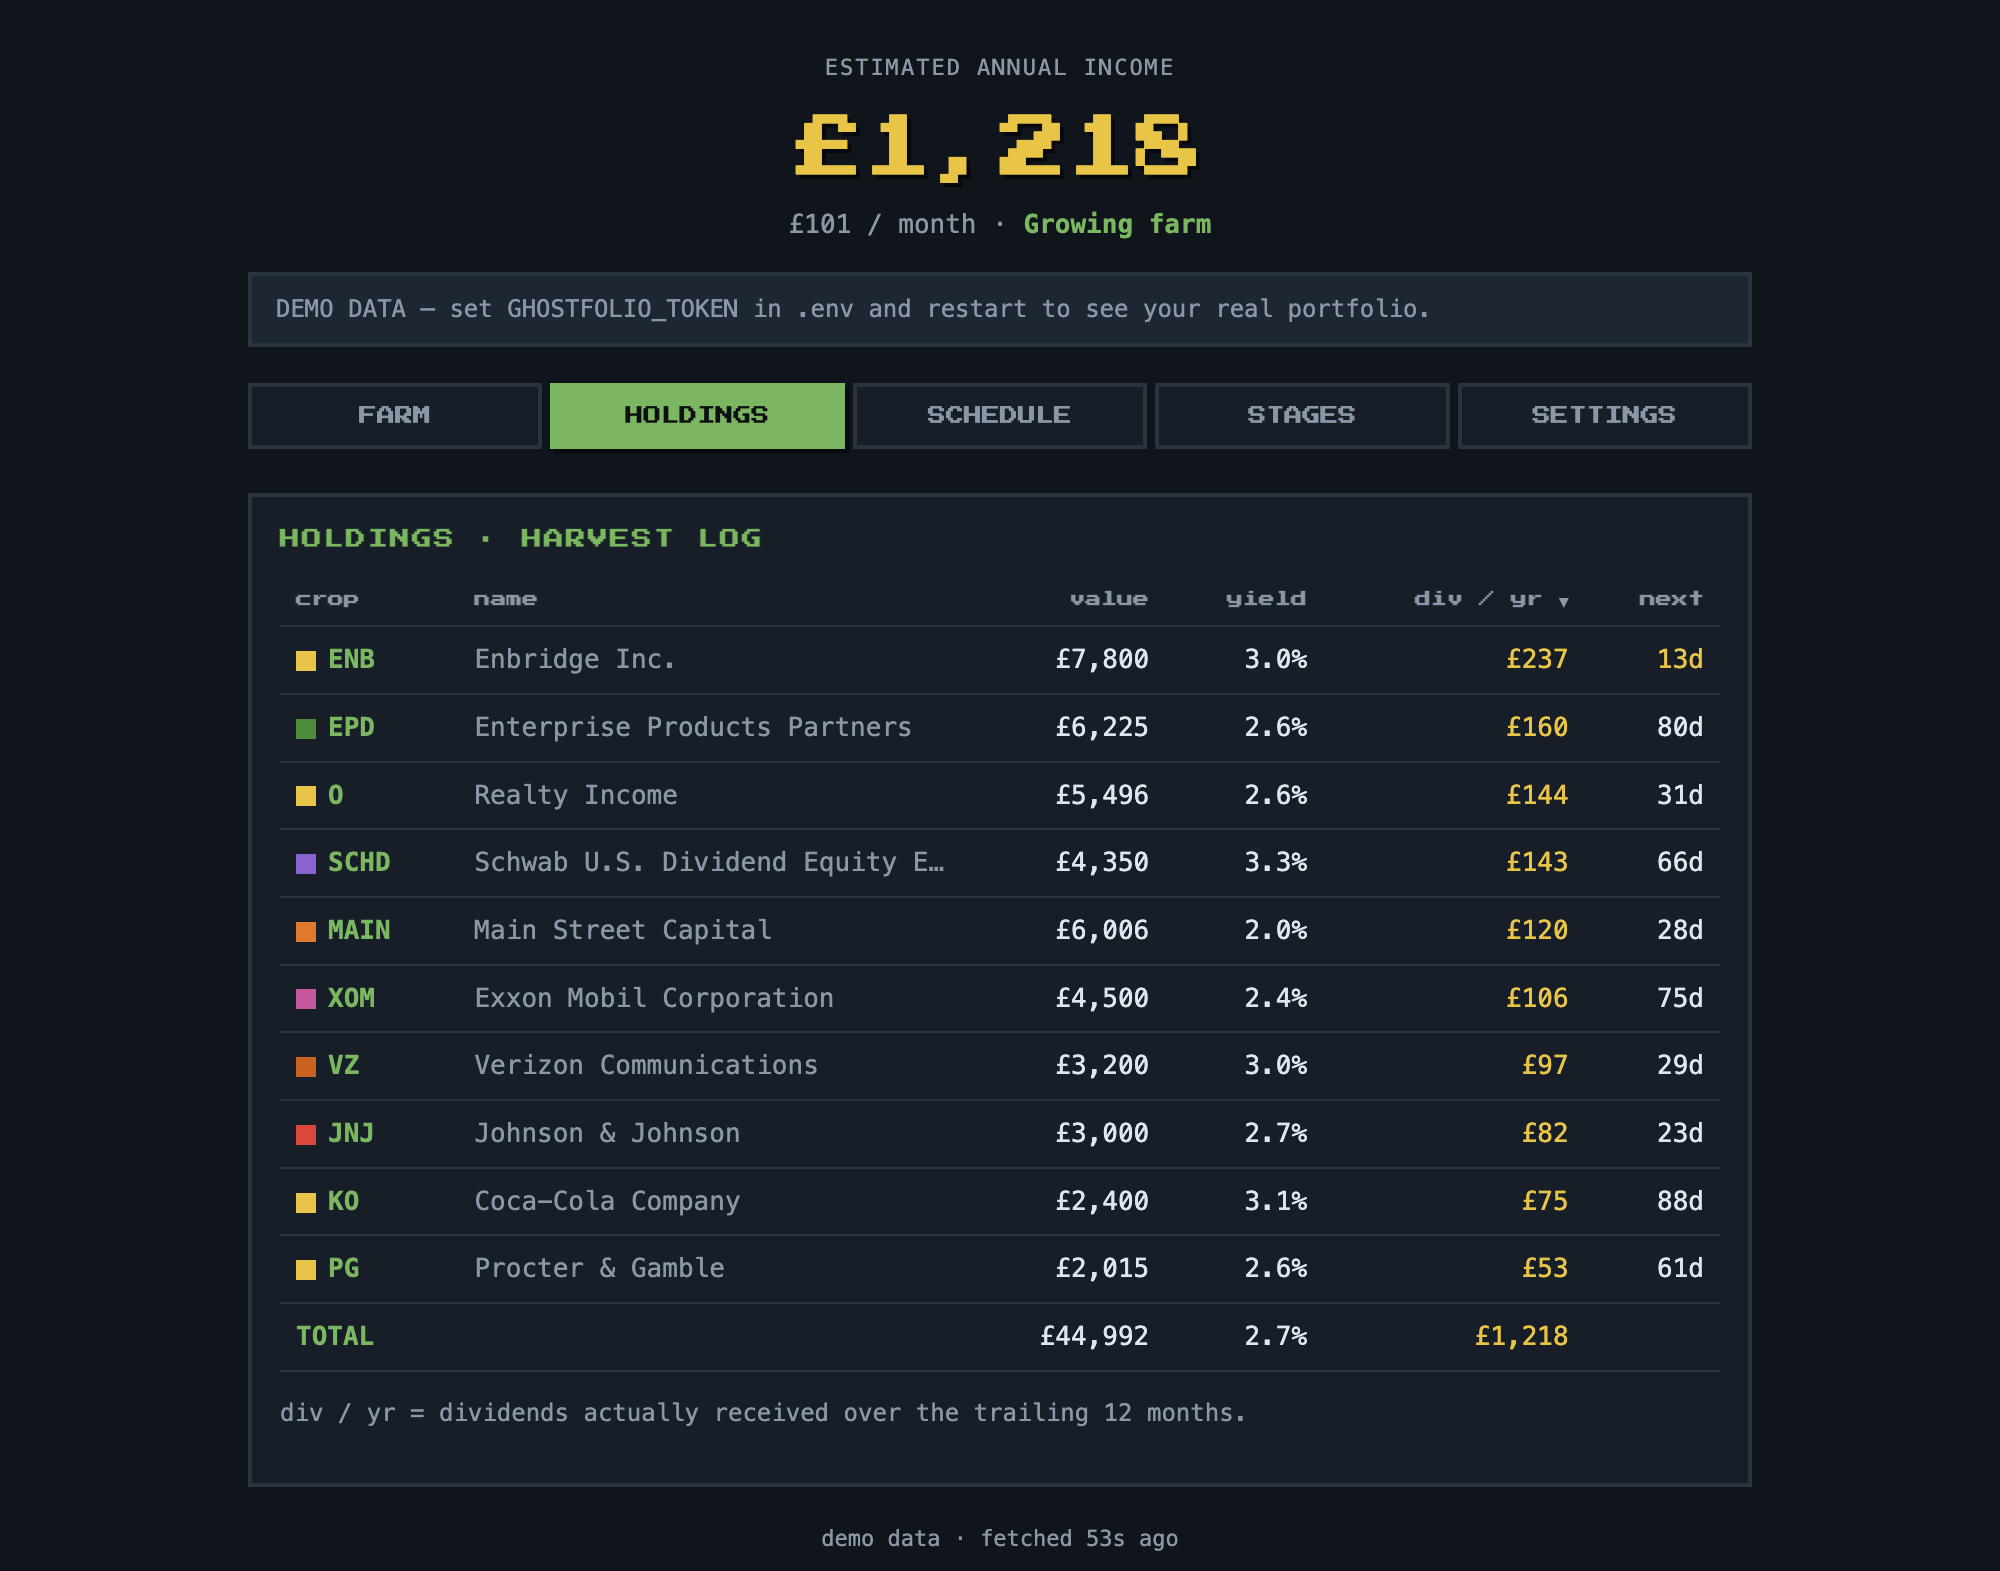 ESTIMATED ANNUAL INCOME
£1,218
£101 / month · Growing farm
DEMO DATA — set GHOSTFOLIO_TOKEN in .env and restart to see your real portfolio.
FARM HOLDINGS SCHEDULE STAGES SETTINGS
HOLDINGS · HARVEST LOG
crop name value yield div / yr ▼ next
ENB Enbridge Inc. £7,800 3.0% £237 13d
EPD Enterprise Products Partners £6,225 2.6% £160 80d
O Realty Income £5,496 2.6% £144 31d
SCHD Schwab U.S. Dividend Equity E… £4,350 3.3% £143 66d
MAIN Main Street Capital £6,006 2.0% £120 28d
XOM Exxon Mobil Corporation £4,500 2.4% £106 75d
VZ Verizon Communications £3,200 3.0% £97 29d
JNJ Johnson & Johnson £3,000 2.7% £82 23d
KO Coca-Cola Company £2,400 3.1% £75 88d
PG Procter & Gamble £2,015 2.6% £53 61d
TOTAL £44,992 2.7% £1,218
div / yr = dividends actually received over the trailing 12 months.
demo data · fetched 53s ago